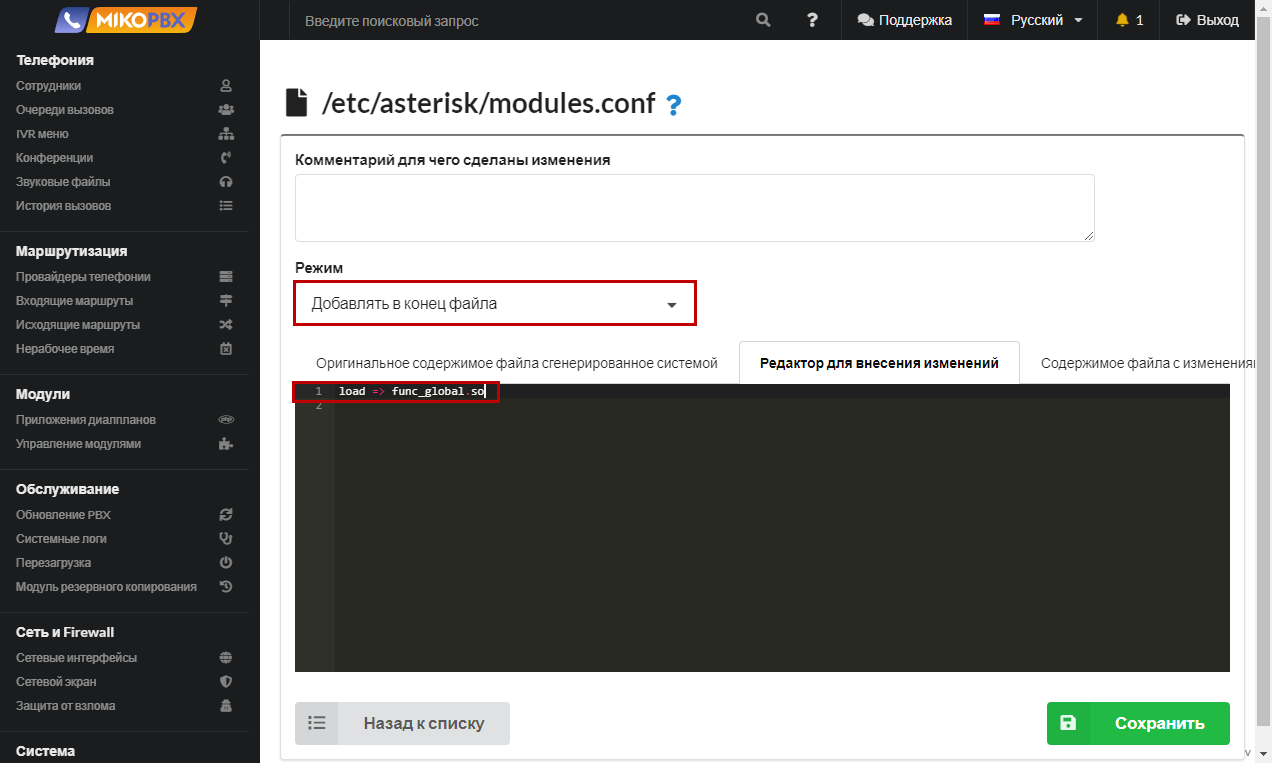 MIKOPBX
Введите поисковый запрос
?
Поддержка
Русский
1
Выход
Телефония
Сотрудники
Очереди вызовов
IVR меню
Конференции
Звуковые файлы
История вызовов
Маршрутизация
Провайдеры телефонии
Входящие маршруты
Исходящие маршруты
Нерабочее время
Модули
Приложения диалпланов
php
Управление модулями
Обслуживание
Обновление PBX
Системные логи
Перезагрузка
Модуль резервного копирования
Сеть и Firewall
Сетевые интерфейсы
Сетевой экран
Защита от взлома
Система
/etc/asterisk/modules.conf ?
Комментарий для чего сделаны изменения
Режим
Добавлять в конец файла
Оригинальное содержимое файла сгенерированное системой
Редактор для внесения изменений
Содержимое файла с изменения
1 load => func_global.so
2
Назад к списку
Сохранить
v